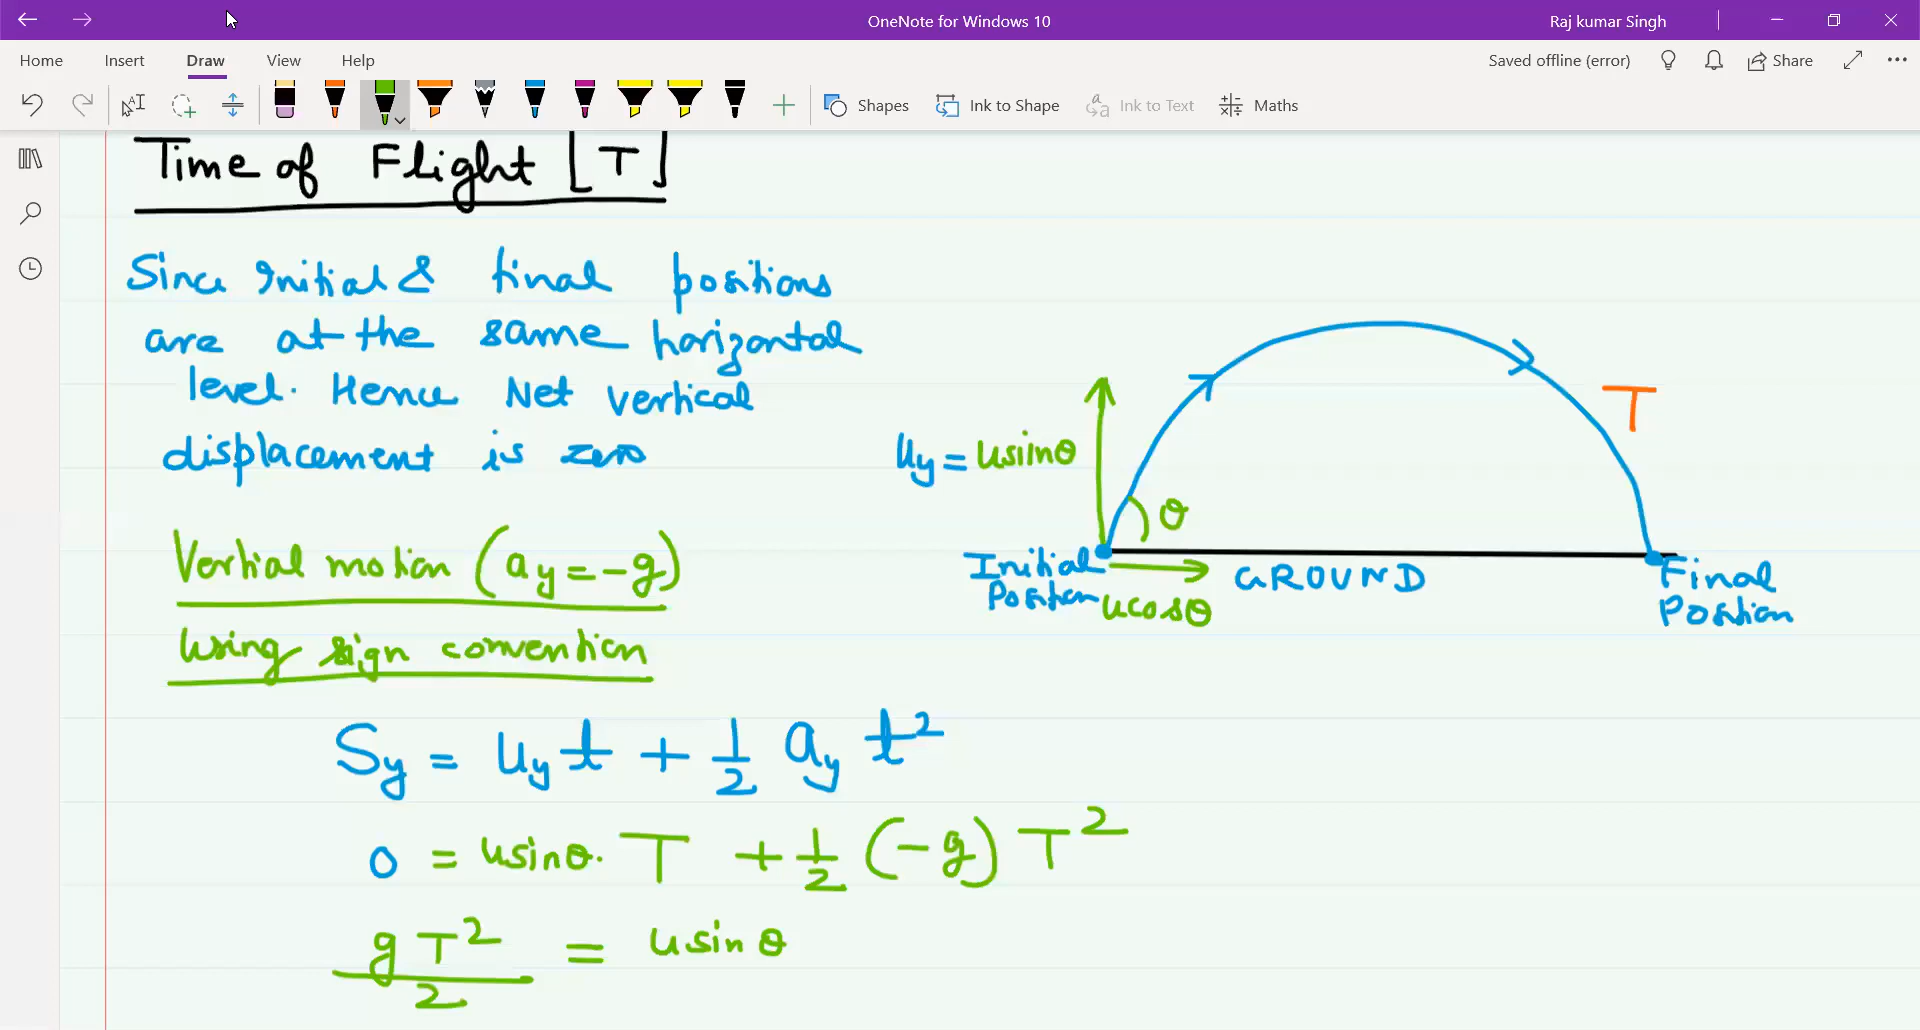 OneNote for Windows 10
Raj kumar Singh
Home Insert Draw View Help
Saved offline (error) Share
Shapes Ink to Shape Ink to Text Maths
Time of Flight [T]
Since Initial & final positions
are at the same horizontal
level. Hence Net vertical
displacement is zero
Vertial motion (ay=-g)
Using sign convention
Sy = uy t + 1/2 ay t²
0 = usinθ. T + 1/2 (-g) T²
gT²/2 = usinθ
T
uy = usiinθ
θ
Initial
Position
ucosθ
GROUND
Final
Position